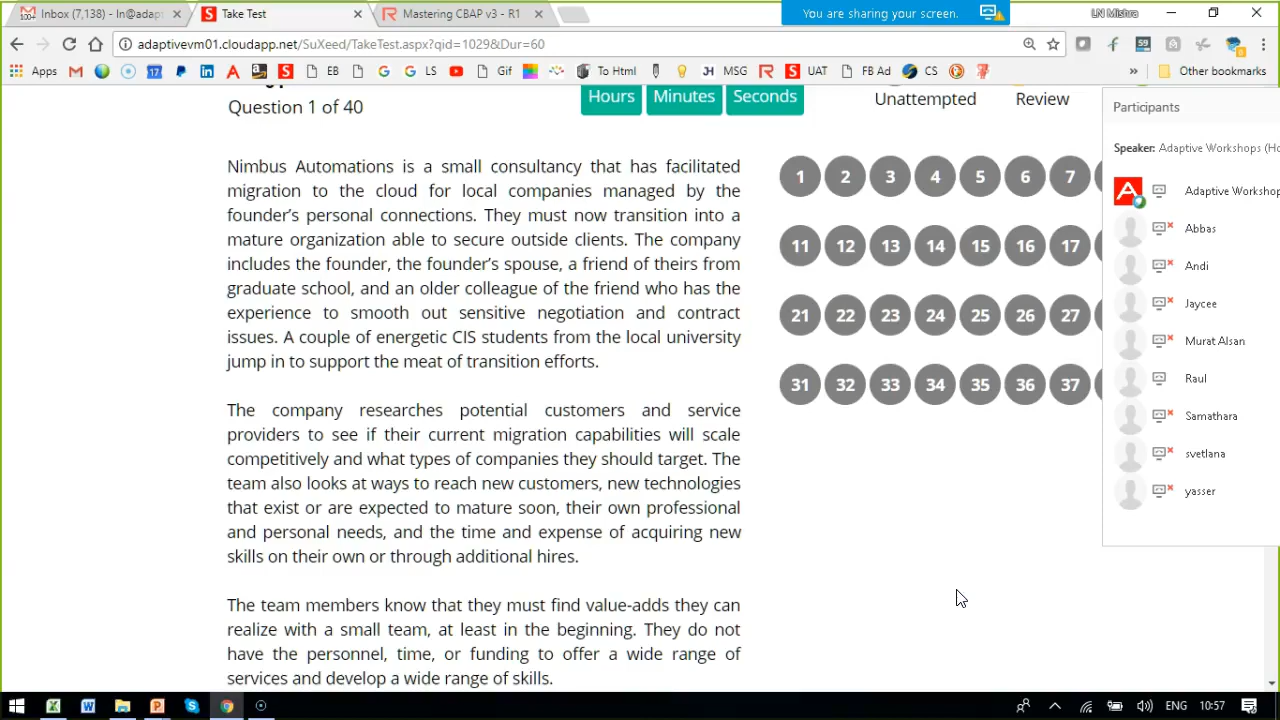 Inbox (7,138) - ln@adap
Take Test
Mastering CBAP v3 - R1
You are sharing your screen.
LN Mishra
adaptivevm01.cloudapp.net/SuXeed/TakeTest.aspx?qid=1029&Dur=60
59
Apps
17
EB
LS
Gif
To Html
JH
MSG
UAT
FB Ad
CS
»
Other bookmarks
Question 1 of 40
Hours
Minutes
Seconds
Unattempted
Review
Participants
Speaker: Adaptive Workshops (Ho
Adaptive Workshop
Abbas
Andi
Jaycee
Murat Alsan
Raul
Samathara
svetlana
yasser
Nimbus Automations is a small consultancy that has facilitated
migration to the cloud for local companies managed by the
founder's personal connections. They must now transition into a
mature organization able to secure outside clients. The company
includes the founder, the founder's spouse, a friend of theirs from
graduate school, and an older colleague of the friend who has the
experience to smooth out sensitive negotiation and contract
issues. A couple of energetic CIS students from the local university
jump in to support the meat of transition efforts.
The company researches potential customers and service
providers to see if their current migration capabilities will scale
competitively and what types of companies they should target. The
team also looks at ways to reach new customers, new technologies
that exist or are expected to mature soon, their own professional
and personal needs, and the time and expense of acquiring new
skills on their own or through additional hires.
The team members know that they must find value-adds they can
realize with a small team, at least in the beginning. They do not
have the personnel, time, or funding to offer a wide range of
services and develop a wide range of skills.
1 2 3 4 5 6 7
11 12 13 14 15 16 17
21 22 23 24 25 26 27
31 32 33 34 35 36 37
ENG
10:57